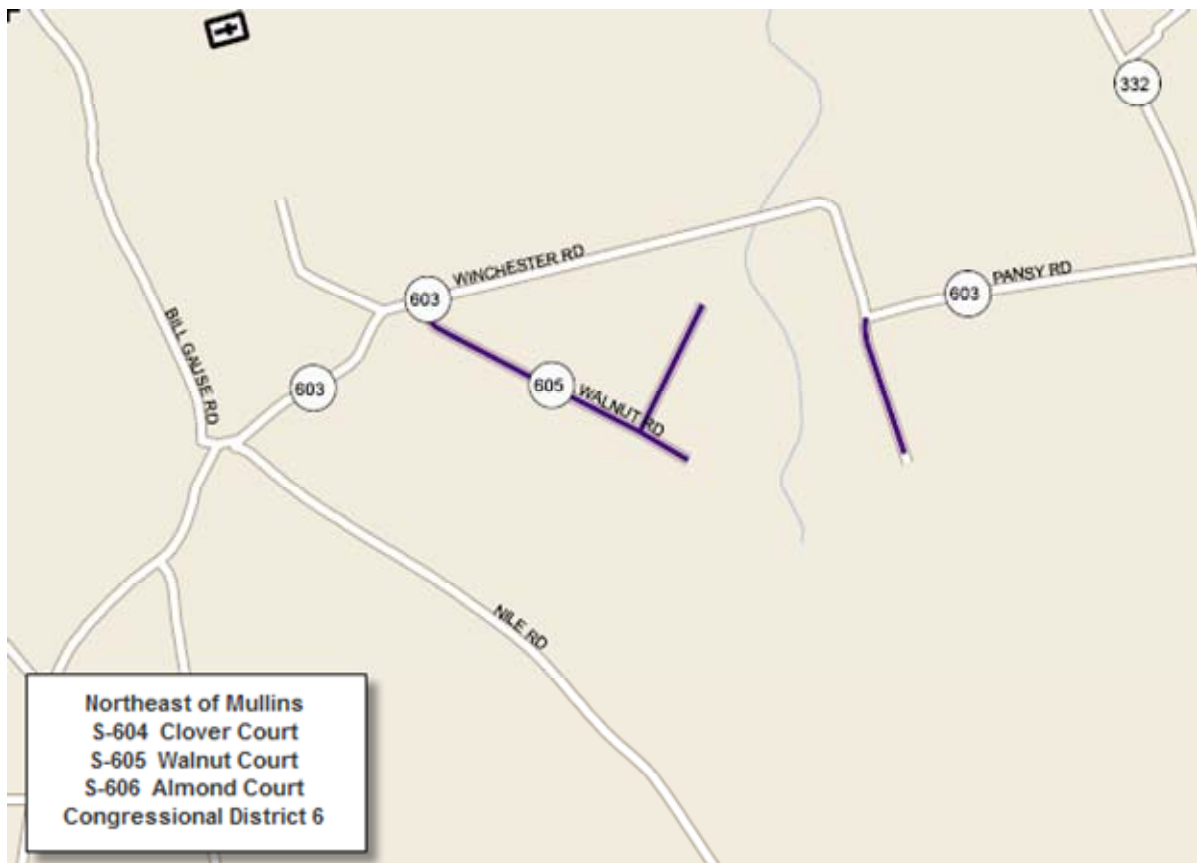 332
WINCHESTER RD
603
PANSY RD
603
BILL GAUSE RD
603
605
WALNUT RD
NILE RD
Northeast of Mullins
S-604 Clover Court
S-605 Walnut Court
S-606 Almond Court
Congressional District 6